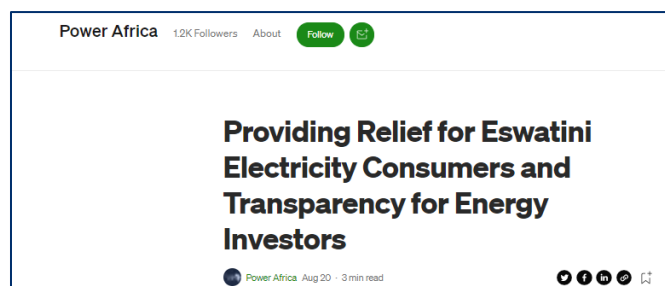 Power Africa 1.2K Followers About Follow
Providing Relief for Eswatini
Electricity Consumers and
Transparency for Energy
Investors
Power Africa Aug 20 · 3 min read